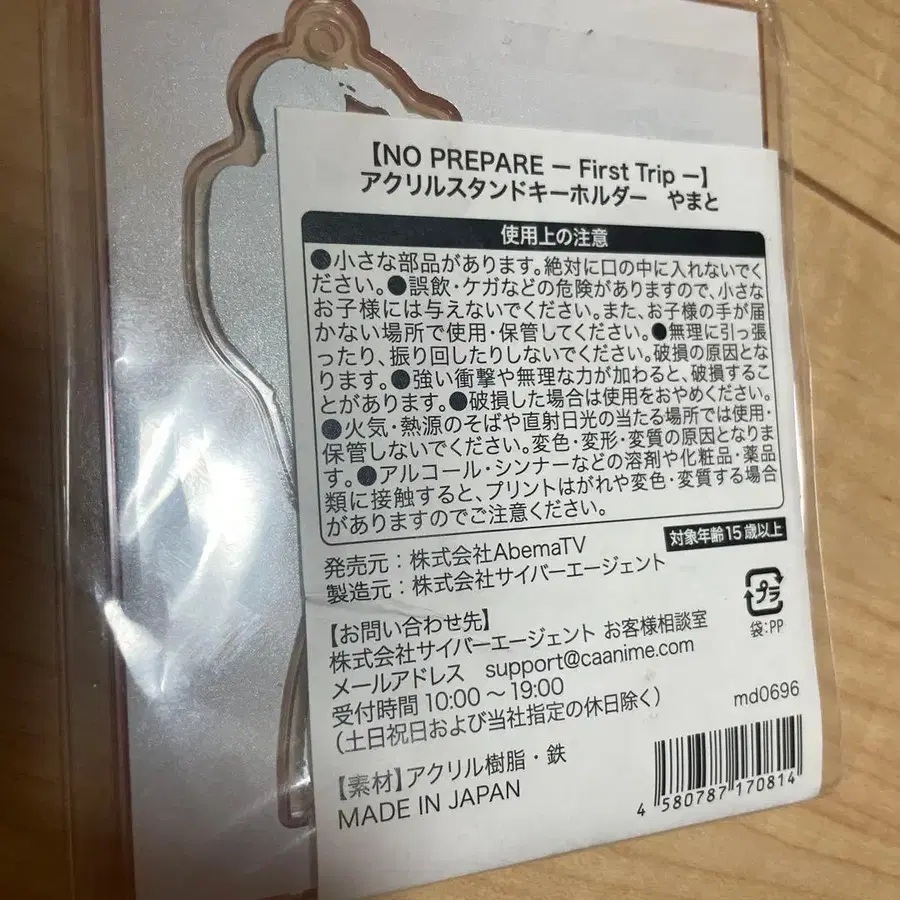 【NO PREPARE － First Trip －】
アクリルスタンドキーホルダー　やまと
使用上の注意
●小さな部品があります。絶対に口の中に入れないでく
ださい。●誤飲・ケガなどの危険がありますので、小さな
お子様には与えないでください。また、お子様の手が届
かない場所で使用・保管してください。●無理に引っ張
ったり、振り回したりしないでください。破損の原因とな
ります。●強い衝撃や無理な力が加わると、破損するこ
とがあります。●破損した場合は使用をおやめください。
●火気・熱源のそばや直射日光の当たる場所では使用・
保管しないでください。変色・変形・変質の原因となりま
す。●アルコール・シンナーなどの溶剤や化粧品・薬品
類に接触すると、プリントはがれや変色・変質する場合
がありますのでご注意ください。
対象年齢15歳以上
発売元：株式会社AbemaTV
製造元：株式会社サイバーエージェント
プラ
袋:PP
【お問い合わせ先】
株式会社サイバーエージェント お客様相談室
メールアドレス　support@caanime.com
受付時間 10:00 ～ 19:00
（土日祝日および当社指定の休日除く）
md0696
【素材】アクリル樹脂・鉄
MADE IN JAPAN
4 580787 170814